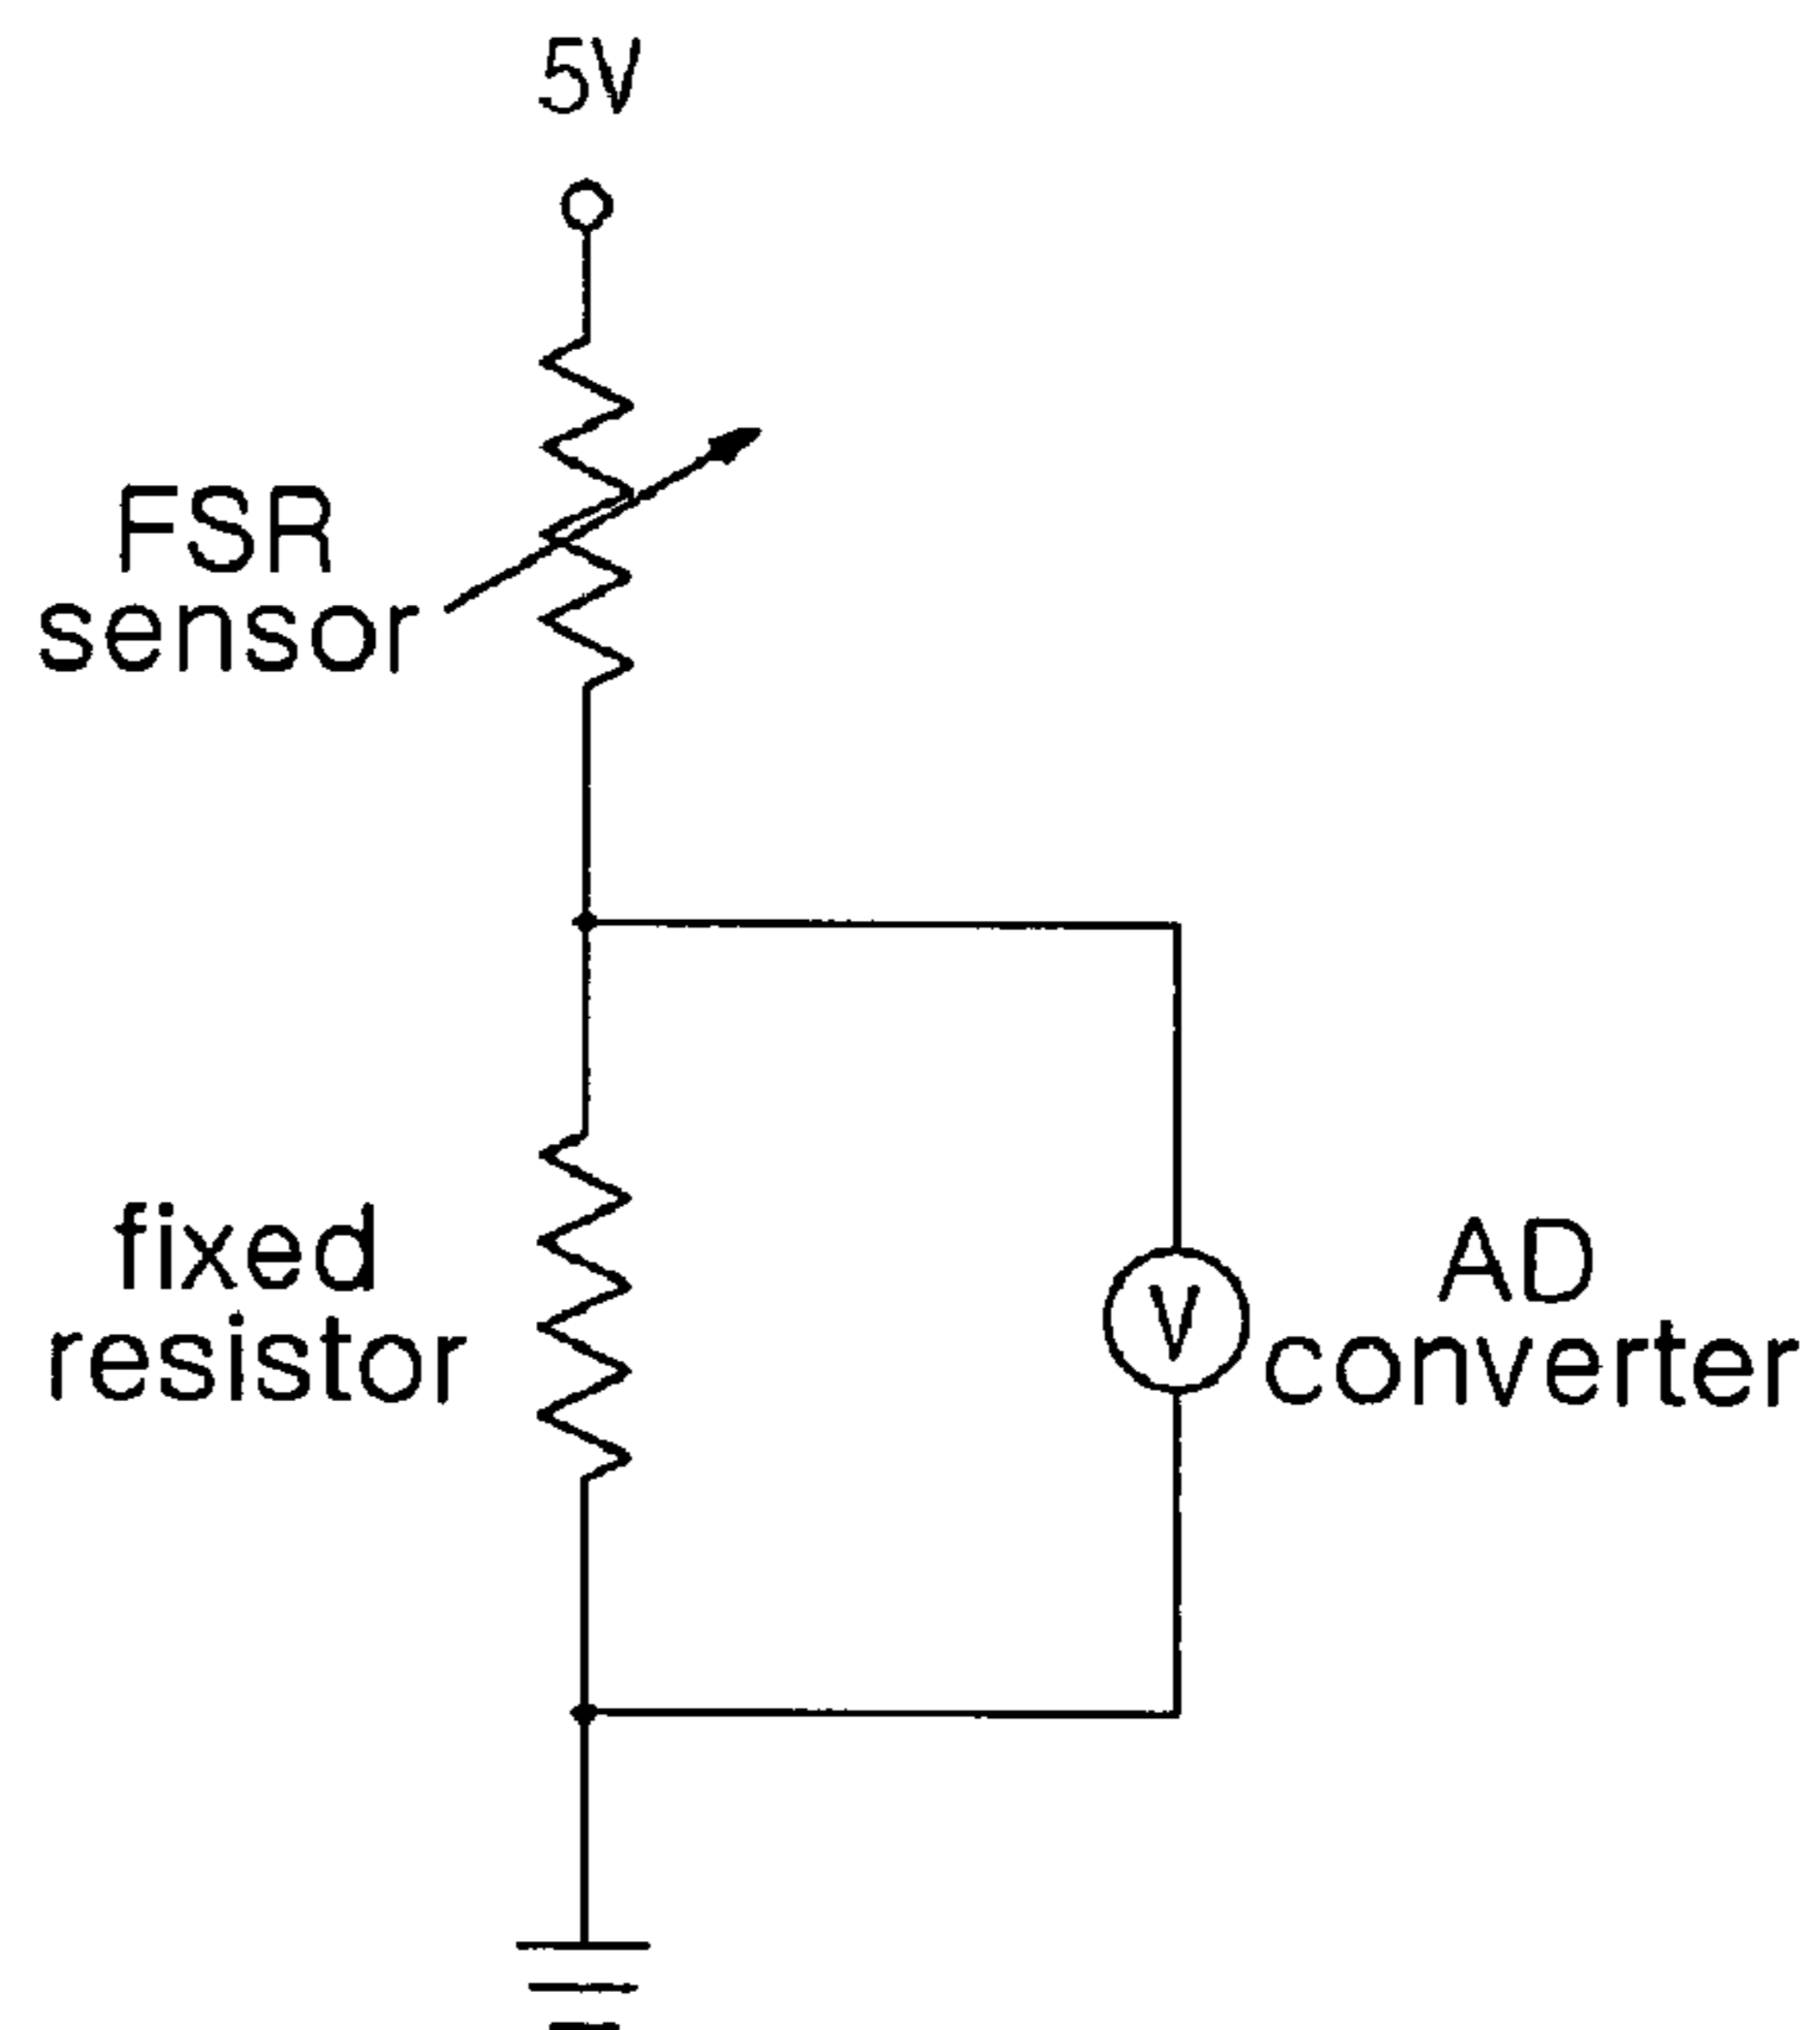 5V
FSR
sensor
fixed
resistor
V
AD
converter